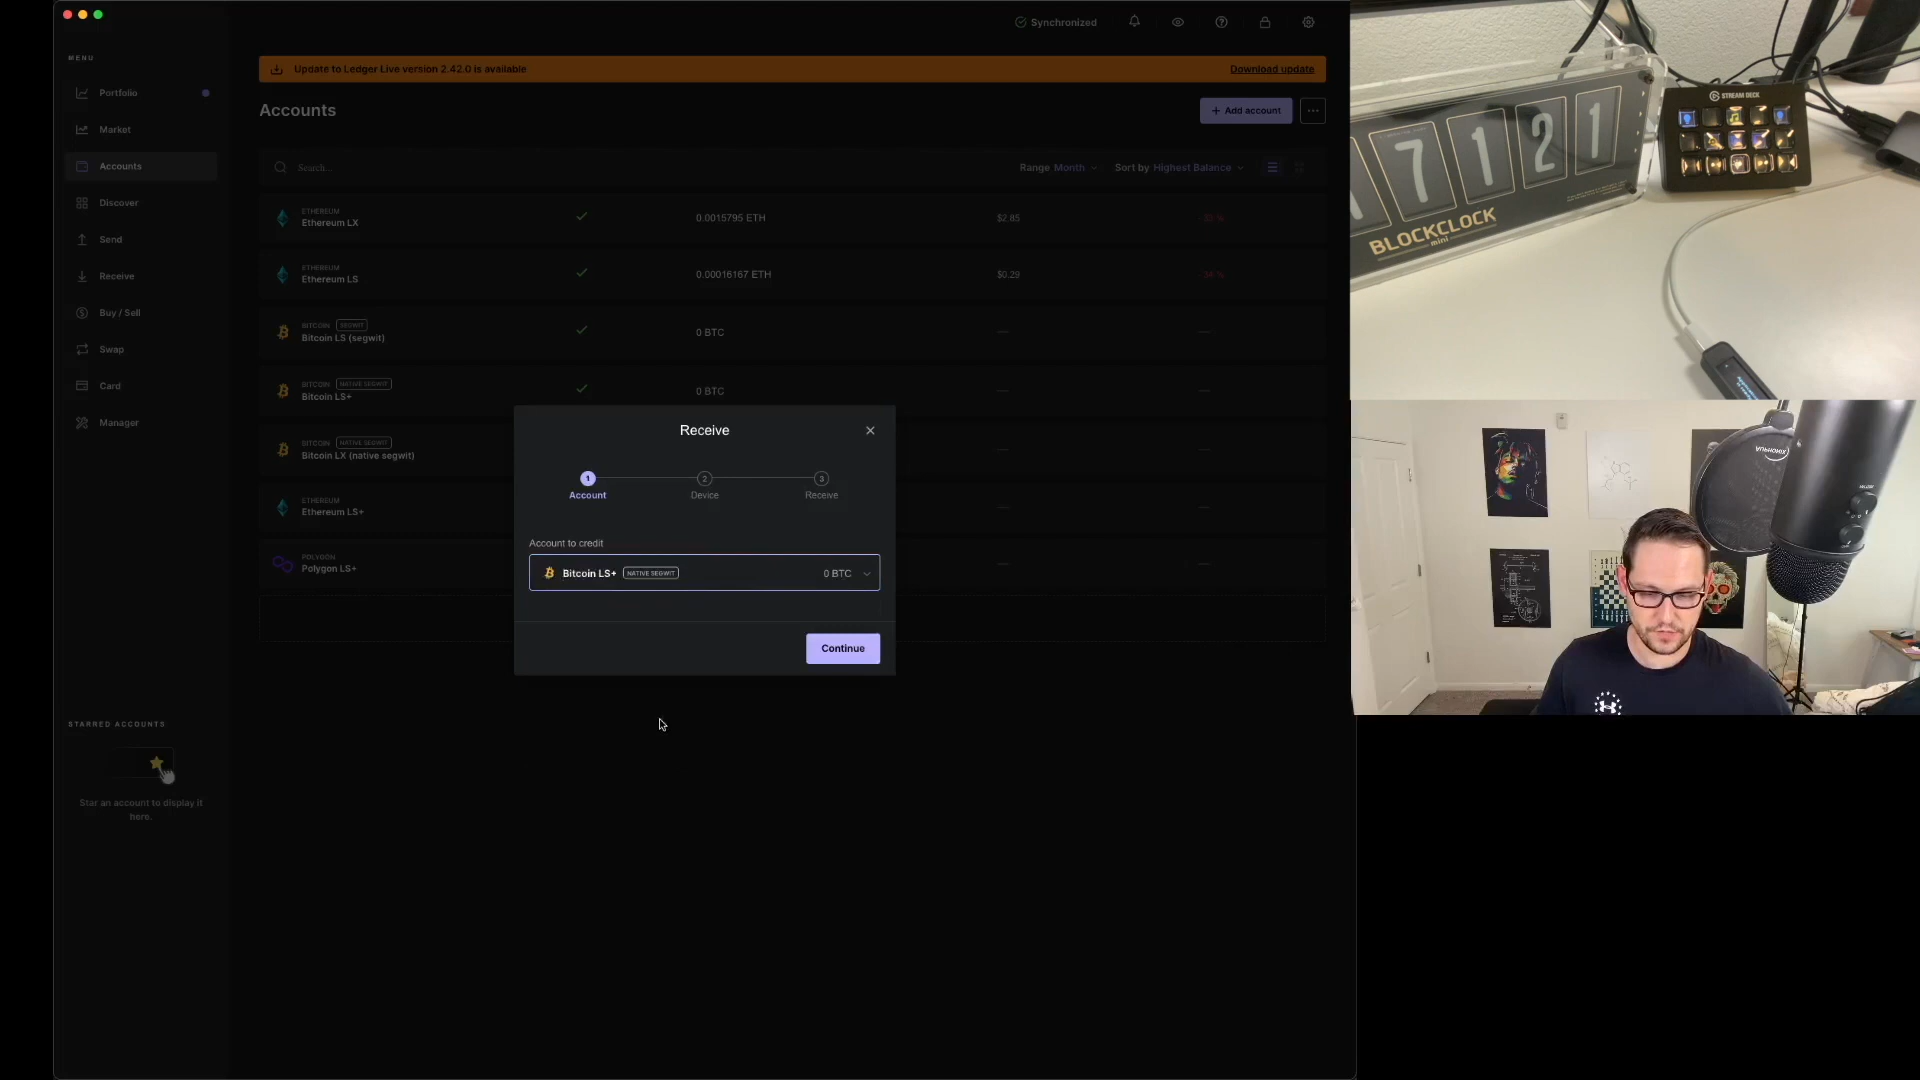 Synchronized
MENU
Update to Ledger Live version 2.42.0 is available
Download update
Portfolio
Accounts
+ Add account
Market
Accounts
Search...
Range Month
Sort by Highest Balance
Discover
ETHEREUM
Ethereum LX
0.0015795 ETH
$2.85
Send
ETHEREUM
Ethereum LS
0.00016167 ETH
$0.29
Receive
Buy / Sell
BITCOIN SEGWIT
Bitcoin LS (segwit)
0 BTC
Swap
BITCOIN NATIVE SEGWIT
Bitcoin LS+
0 BTC
Card
Manager
BITCOIN NATIVE SEGWIT
Bitcoin LX (native segwit)
ETHEREUM
Ethereum LS+
POLYGON
Polygon LS+
Receive
1
2
3
Account
Device
Receive
Account to credit
Bitcoin LS+ NATIVE SEGWIT
0 BTC
Continue
STARRED ACCOUNTS
Star an account to display it
here.
STREAM DECK
7 1 2 1
BLOCKCLOCK
mini